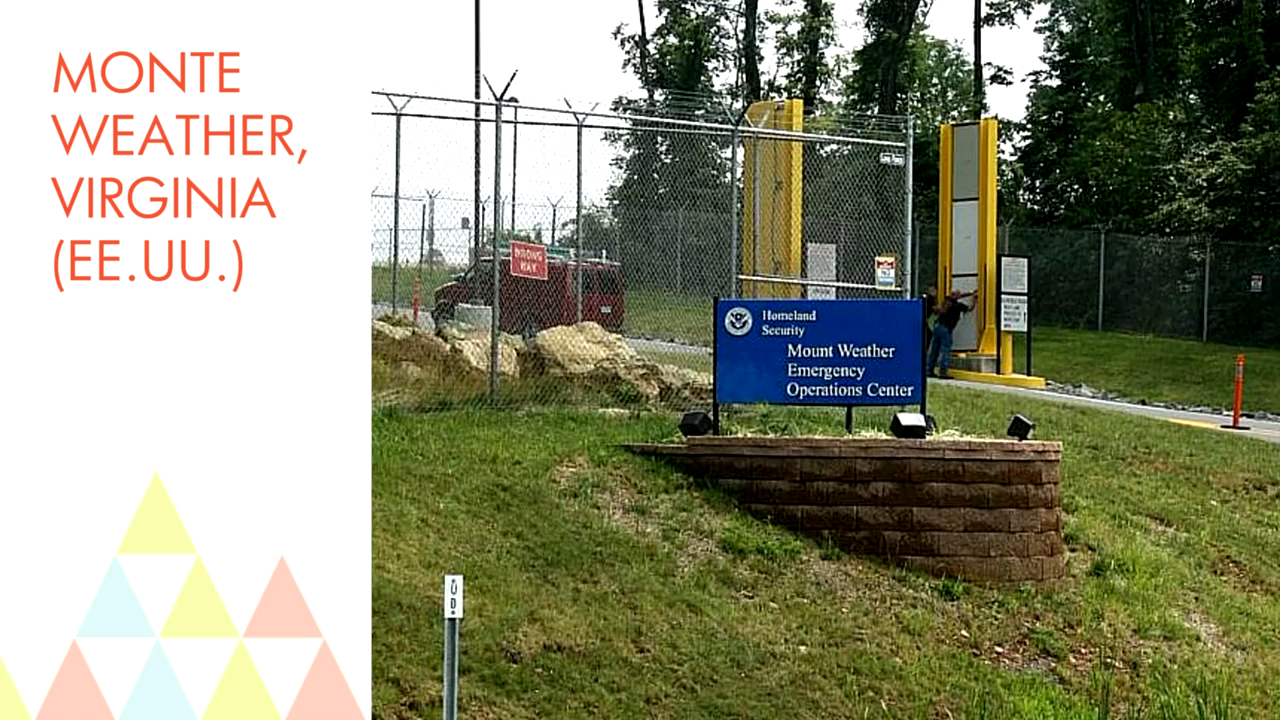 MONTE
WEATHER,
VIRGINIA
(EE.UU.)
WRONG
WAY
Homeland
Security
Mount Weather
Emergency
Operations Center